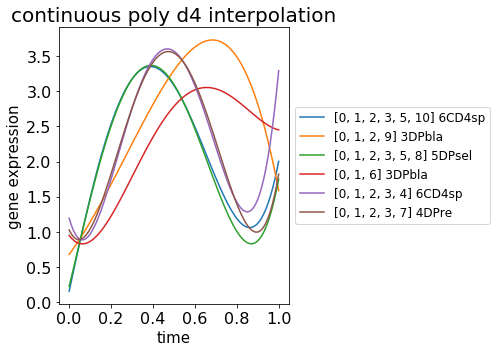 continuous poly d4 interpolation
gene expression
3.5
3.0
2.5
2.0
1.5
1.0
0.5
0.0
0.0 0.2 0.4 0.6 0.8 1.0
time
[0, 1, 2, 3, 5, 10] 6CD4sp
[0, 1, 2, 9] 3DPbla
[0, 1, 2, 3, 5, 8] 5DPsel
[0, 1, 6] 3DPbla
[0, 1, 2, 3, 4] 6CD4sp
[0, 1, 2, 3, 7] 4DPre